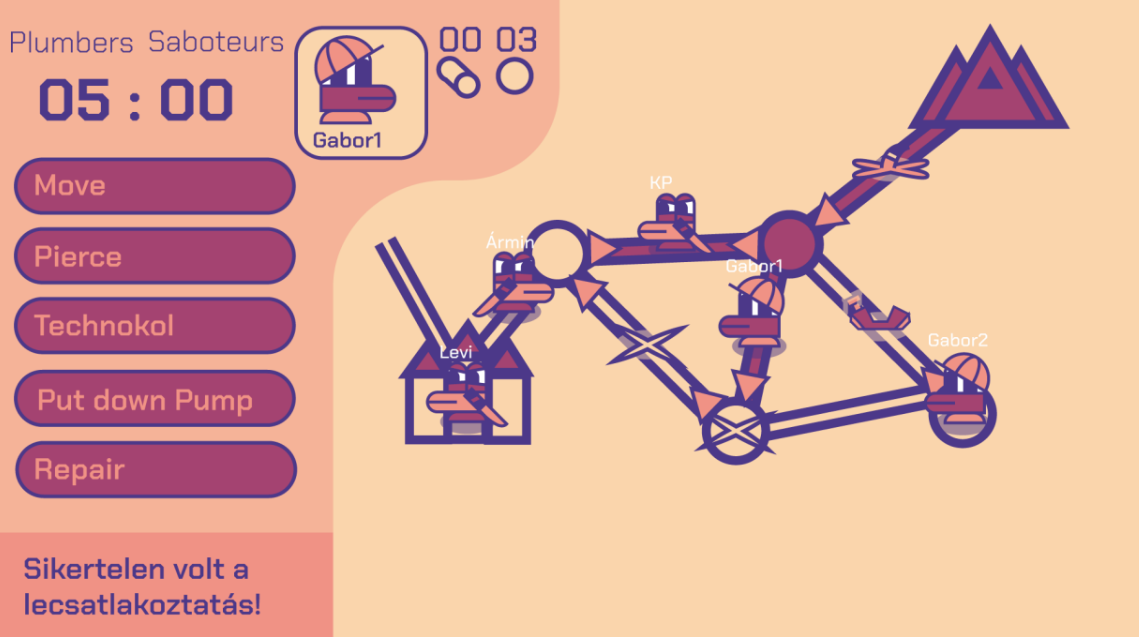 Plumbers Saboteurs
05 : 00
Gabor1
00 03
Move
Pierce
Technokol
Put down Pump
Repair
Sikertelen volt a
lecsatlakoztatás!
KP
Ármin
Gabor1
Gabor2
Levi